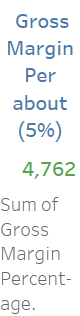 Gross
Margin
Per
about
(5%)
4,762
Sum of
Gross
Margin
Percent-
age.